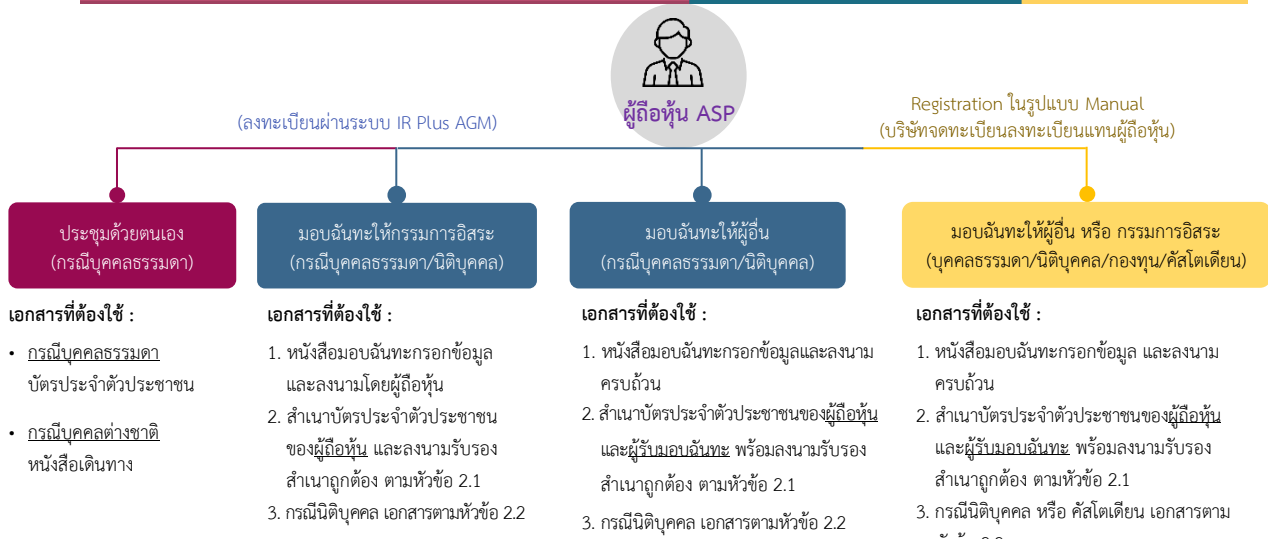 ผู้ถือหุ้น ASP
(ลงทะเบียนผ่านระบบ IR Plus AGM)
Registration ในรูปแบบ Manual
(บริษัทจดทะเบียนลงทะเบียนแทนผู้ถือหุ้น)
ประชุมด้วยตนเอง
(กรณีบุคคลธรรมดา)
เอกสารที่ต้องใช้ :
• กรณีบุคคลธรรมดา
บัตรประจำตัวประชาชน
• กรณีบุคคลต่างชาติ
หนังสือเดินทาง
มอบฉันทะให้กรรมการอิสระ
(กรณีบุคคลธรรมดา/นิติบุคคล)
เอกสารที่ต้องใช้ :
1. หนังสือมอบฉันทะกรอกข้อมูล
และลงนามโดยผู้ถือหุ้น
2. สำเนาบัตรประจำตัวประชาชน
ของผู้ถือหุ้น และลงนามรับรอง
สำเนาถูกต้อง ตามหัวข้อ 2.1
3. กรณีนิติบุคคล เอกสารตามหัวข้อ 2.2
มอบฉันทะให้ผู้อื่น
(กรณีบุคคลธรรมดา/นิติบุคคล)
เอกสารที่ต้องใช้ :
1. หนังสือมอบฉันทะกรอกข้อมูลและลงนาม
ครบถ้วน
2. สำเนาบัตรประจำตัวประชาชนของผู้ถือหุ้น
และผู้รับมอบฉันทะ พร้อมลงนามรับรอง
สำเนาถูกต้อง ตามหัวข้อ 2.1
3. กรณีนิติบุคคล เอกสารตามหัวข้อ 2.2
มอบฉันทะให้ผู้อื่น หรือ กรรมการอิสระ
(บุคคลธรรมดา/นิติบุคคล/กองทุน/คัสโตเดียน)
เอกสารที่ต้องใช้ :
1. หนังสือมอบฉันทะกรอกข้อมูล และลงนาม
ครบถ้วน
2. สำเนาบัตรประจำตัวประชาชนของผู้ถือหุ้น
และผู้รับมอบฉันทะ พร้อมลงนามรับรอง
สำเนาถูกต้อง ตามหัวข้อ 2.1
3. กรณีนิติบุคคล หรือ คัสโตเดียน เอกสารตาม